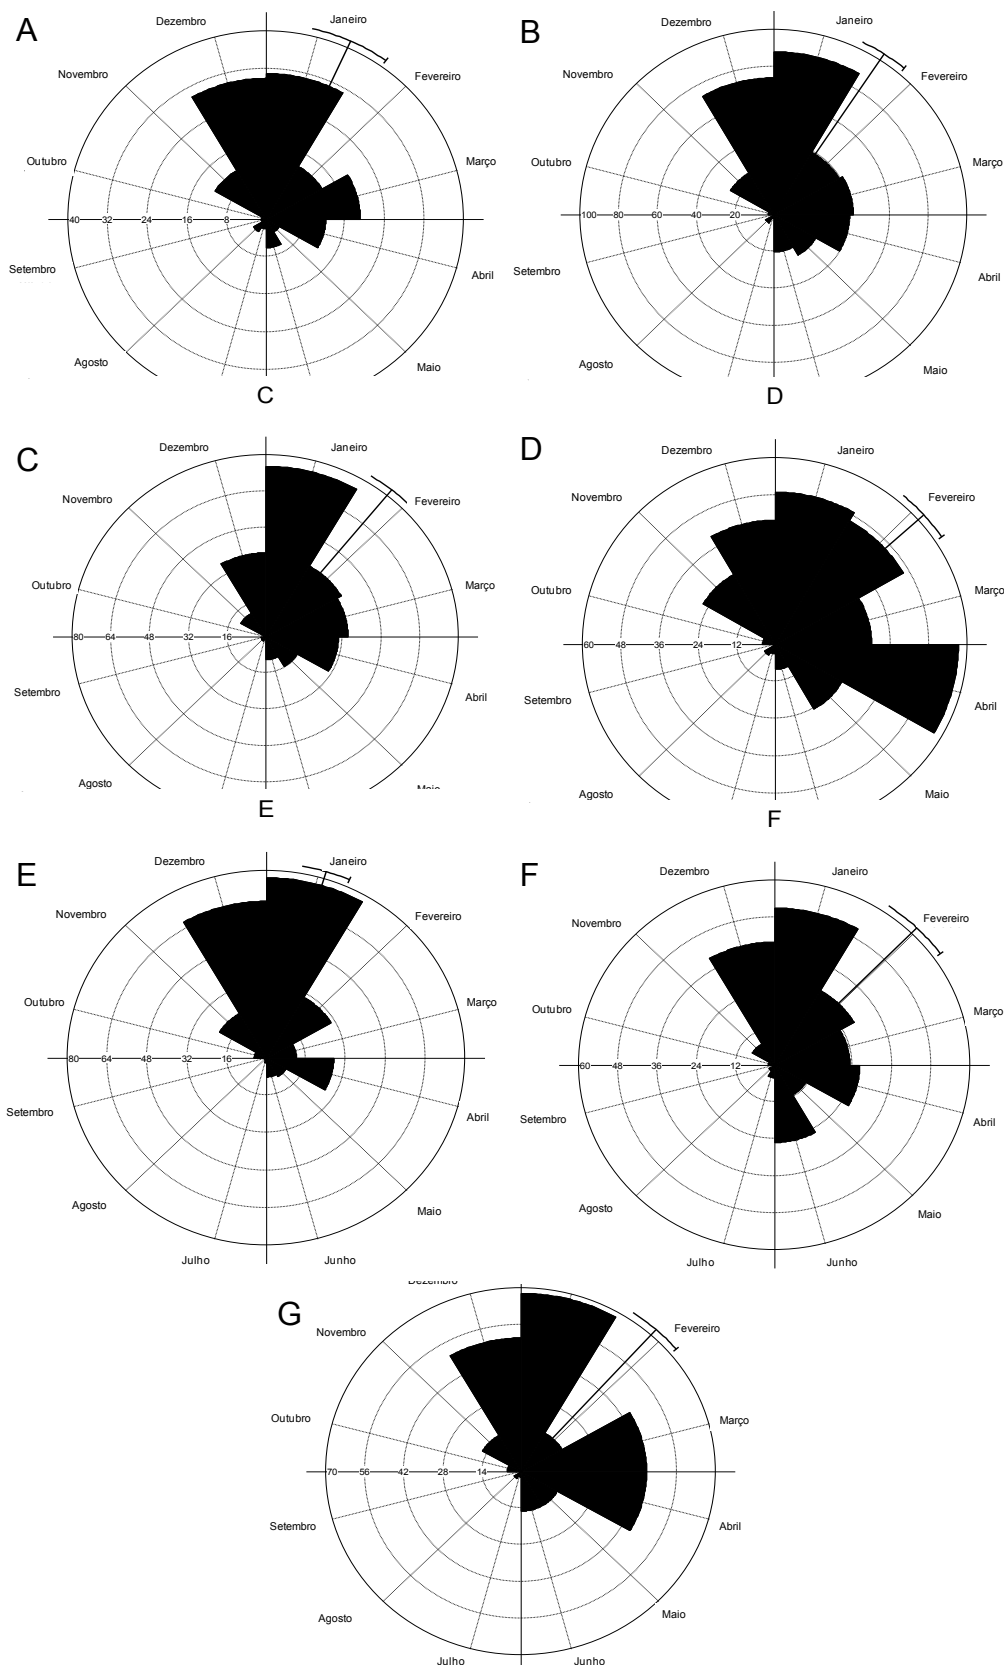 A
B
Dezembro Janeiro
Dezembro Janeiro
Novembro Fevereiro
Novembro Fevereiro
Outubro Março
Outubro Março
40 32 24 16 8
100 80 60 40 20
Setembro Abril
Setembro Abril
Agosto Maio
Agosto Maio
C
D
C
D
Dezembro Janeiro
Dezembro Janeiro
Novembro Fevereiro
Novembro Fevereiro
Outubro Março
Outubro Março
80 64 48 32 16
60 48 36 24 12
Setembro Abril
Setembro Abril
Agosto Maio
Agosto Maio
E
F
E
F
Dezembro Janeiro
Dezembro Janeiro
Novembro Fevereiro
Novembro Fevereiro
Outubro Março
Outubro Março
80 64 48 32 16
60 48 36 24 12
Setembro Abril
Setembro Abril
Agosto Maio
Agosto Maio
Julho Junho
Julho Junho
G
Dezembro
Novembro Fevereiro
Outubro Março
70 56 42 28 14
Setembro Abril
Agosto Maio
Julho Junho